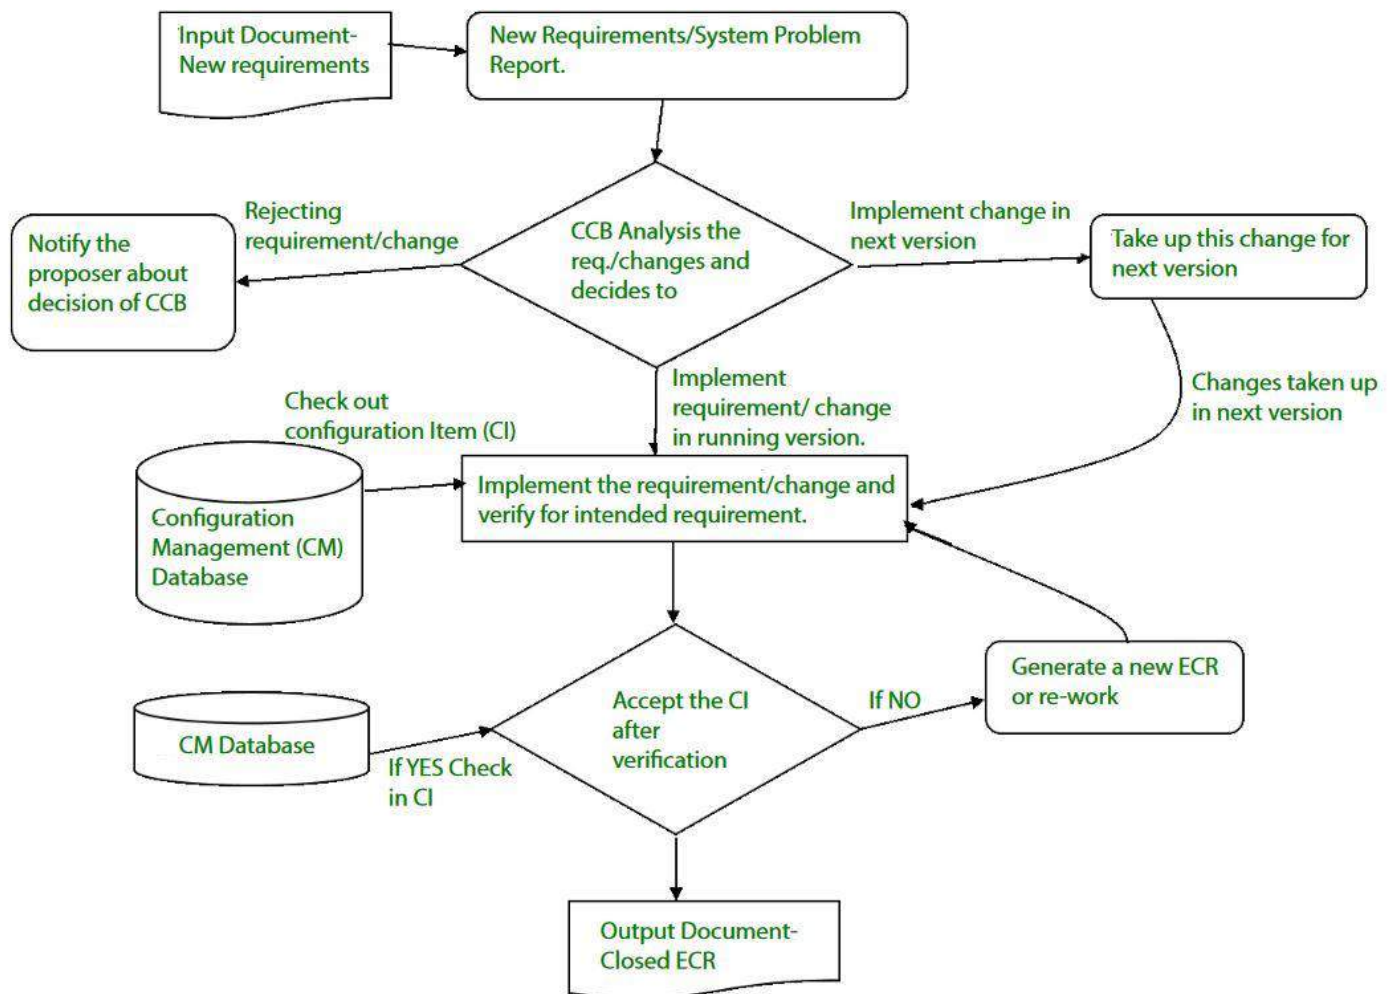 Input Document-
New requirements
New Requirements/System Problem
Report.
Rejecting
requirement/change
Notify the
proposer about
decision of CCB
CCB Analysis the
req./changes and
decides to
Implement change in
next version
Take up this change for
next version
Changes taken up
in next version
Implement
requirement/ change
in running version.
Check out
configuration Item (CI)
Configuration
Management (CM)
Database
Implement the requirement/change and
verify for intended requirement.
CM Database
If YES Check
in CI
Accept the CI
after
verification
If NO
Generate a new ECR
or re-work
Output Document-
Closed ECR